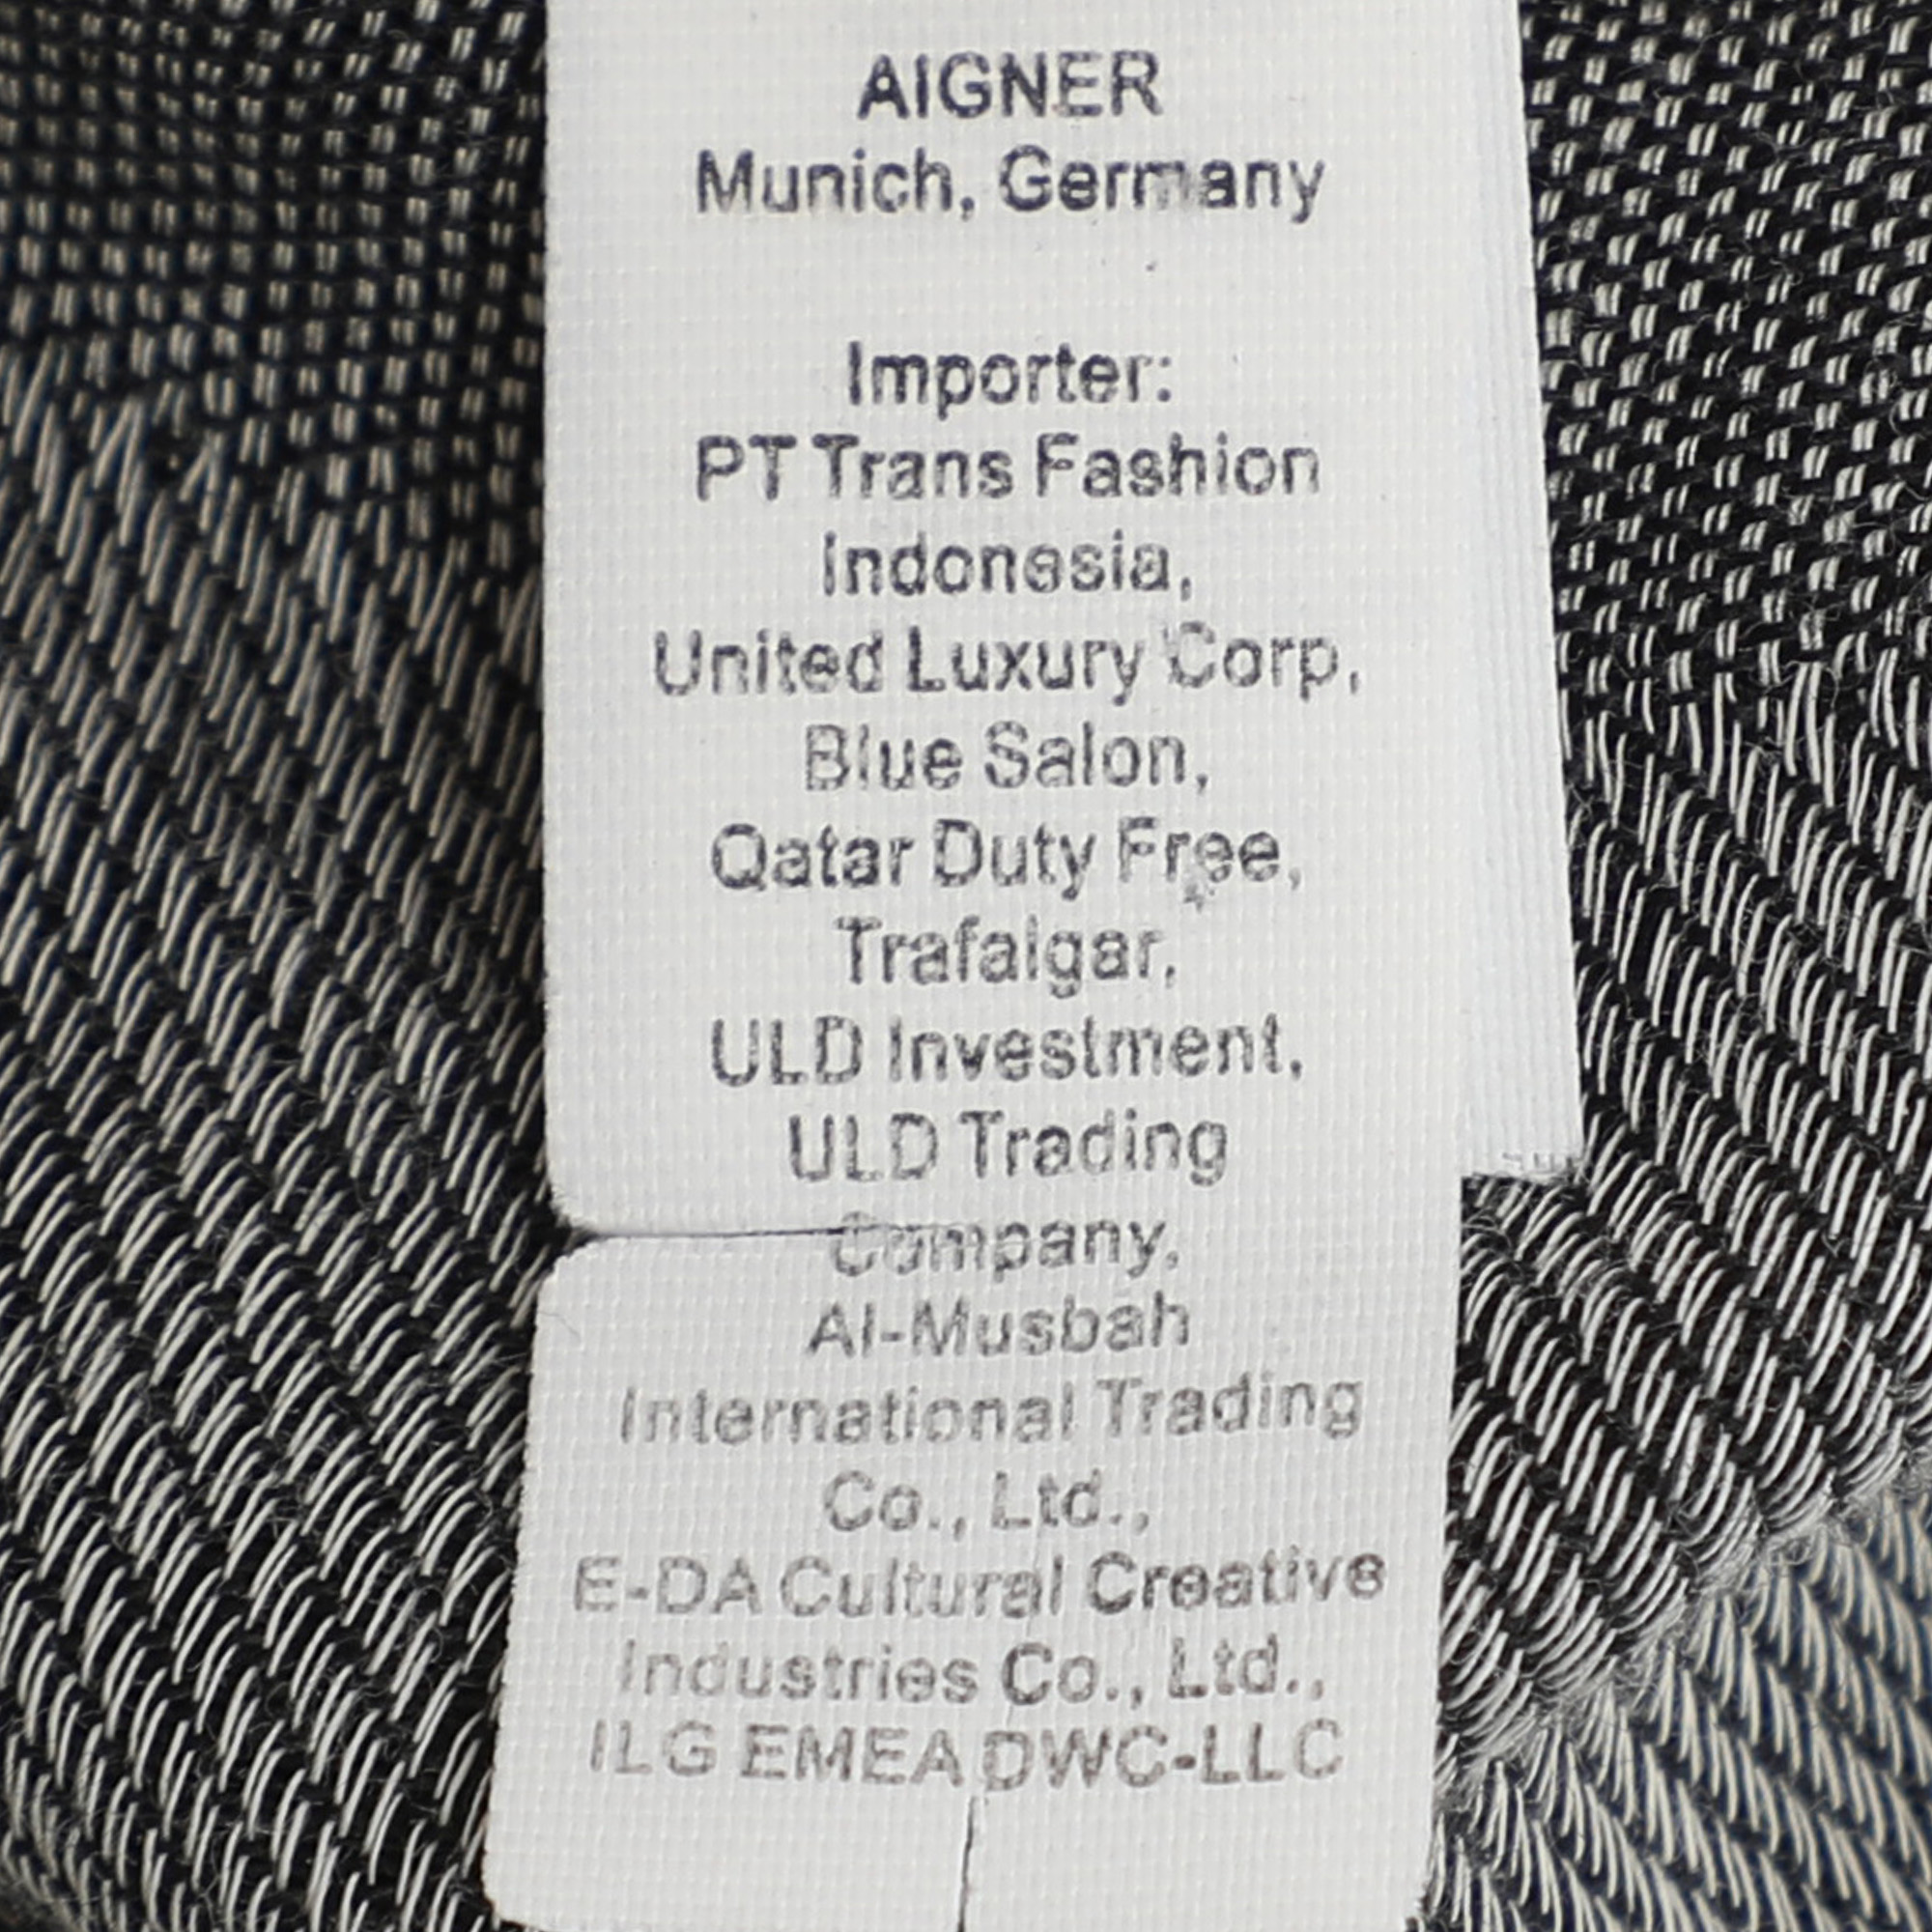 AIGNER
Munich, Germany
Importer:
PT Trans Fashion
Indonesia,
United Luxury Corp,
Blue Salon,
Qatar Duty Free,
Trafalgar,
ULD Investment,
ULD Trading
Company,
Al-Musbah
International Trading
Co., Ltd.,
E-DA Cultural Creative
Industries Co., Ltd.,
ILG EMEA DWC-LLC